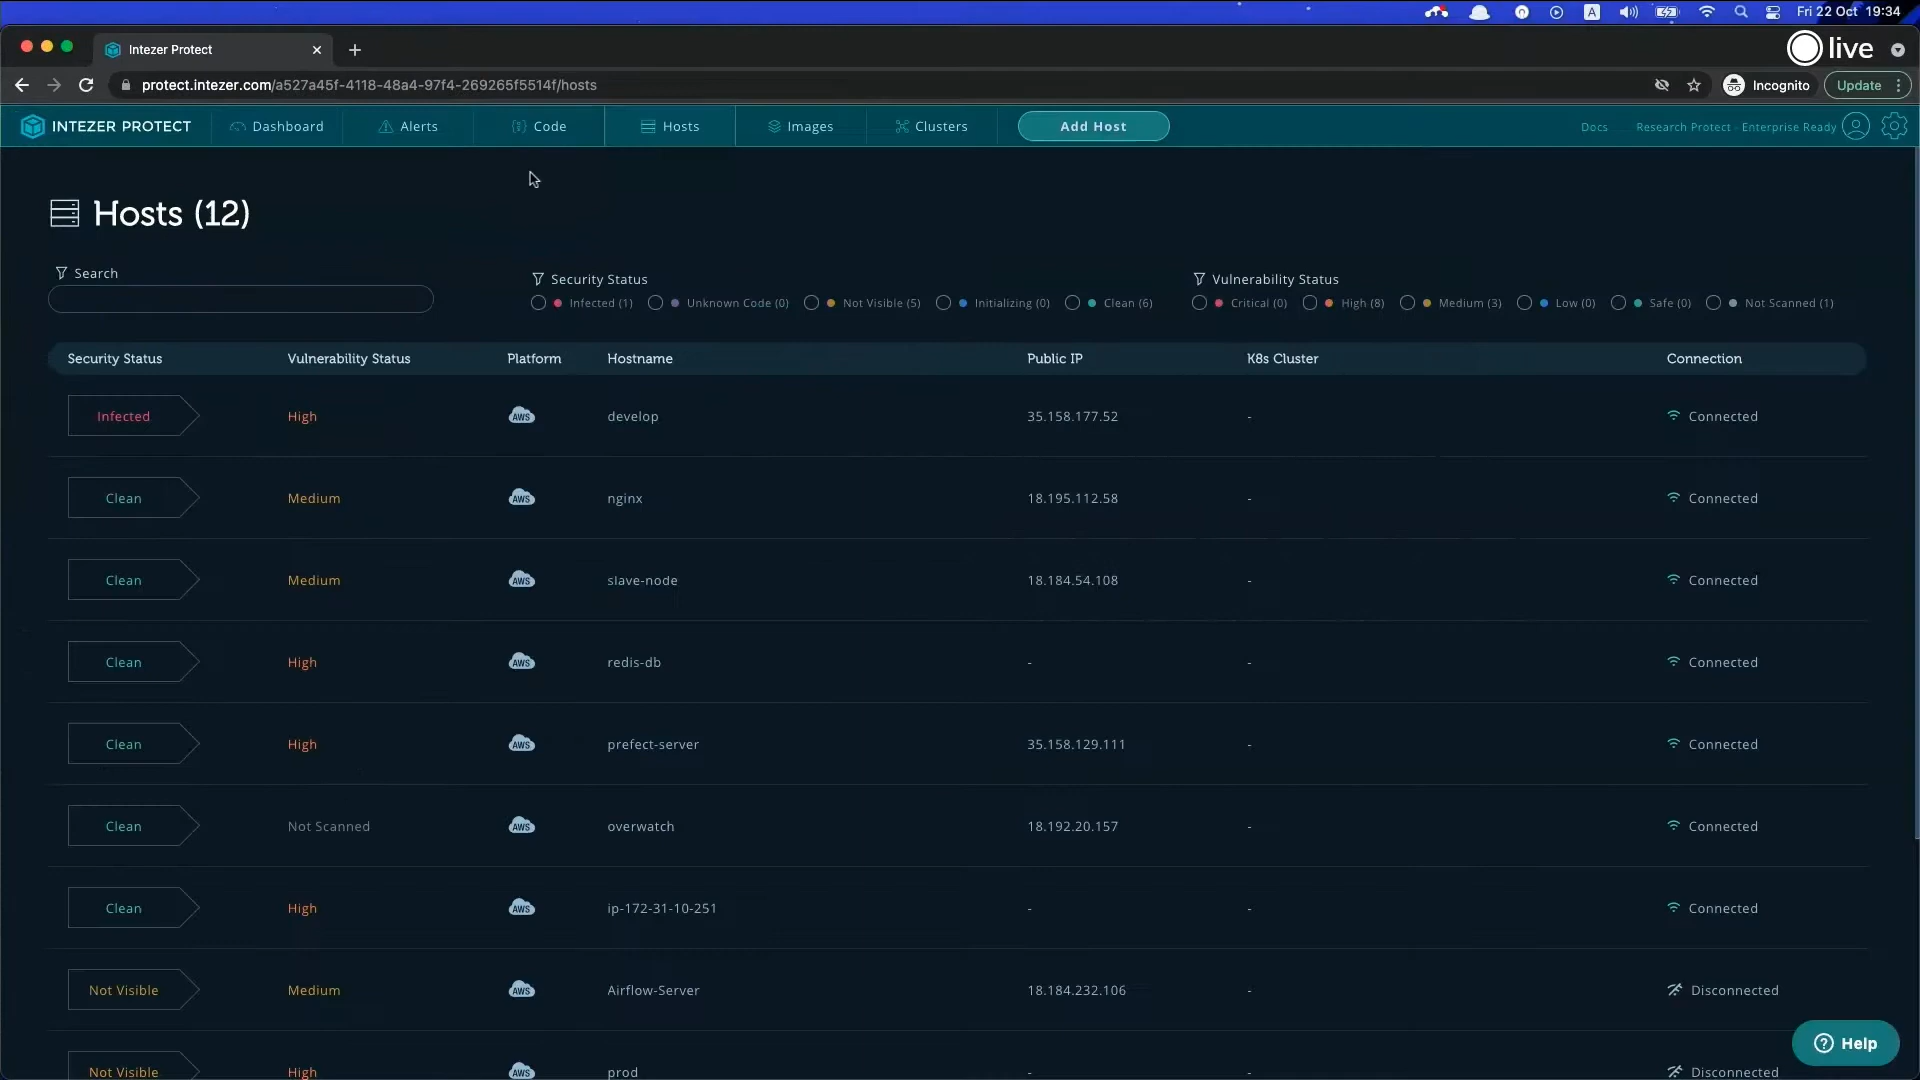 A
Fri 22 Oct 19:34
Intezer Protect
live
protect.intezer.com/a527a45f-4118-48a4-97f4-269265f5514f/hosts
Incognito
Update
INTEZER PROTECT
Dashboard
Alerts
Code
Hosts
Images
Clusters
Add Host
Docs
Research Protect - Enterprise Ready
Hosts (12)
Search
Security Status
Infected (1)
Unknown Code (0)
Not Visible (5)
Initializing (0)
Clean (6)
Vulnerability Status
Critical (0)
High (8)
Medium (3)
Low (0)
Safe (0)
Not Scanned (1)
Security Status Vulnerability Status Platform Hostname Public IP K8s Cluster Connection
Infected High AWS develop 35.158.177.52 - Connected
Clean Medium AWS nginx 18.195.112.58 - Connected
Clean Medium AWS slave-node 18.184.54.108 - Connected
Clean High AWS redis-db - - Connected
Clean High AWS prefect-server 35.158.129.111 - Connected
Clean Not Scanned AWS overwatch 18.192.20.157 - Connected
Clean High AWS ip-172-31-10-251 - - Connected
Not Visible Medium AWS Airflow-Server 18.184.232.106 - Disconnected
Not Visible High AWS prod - - Disconnected
Help